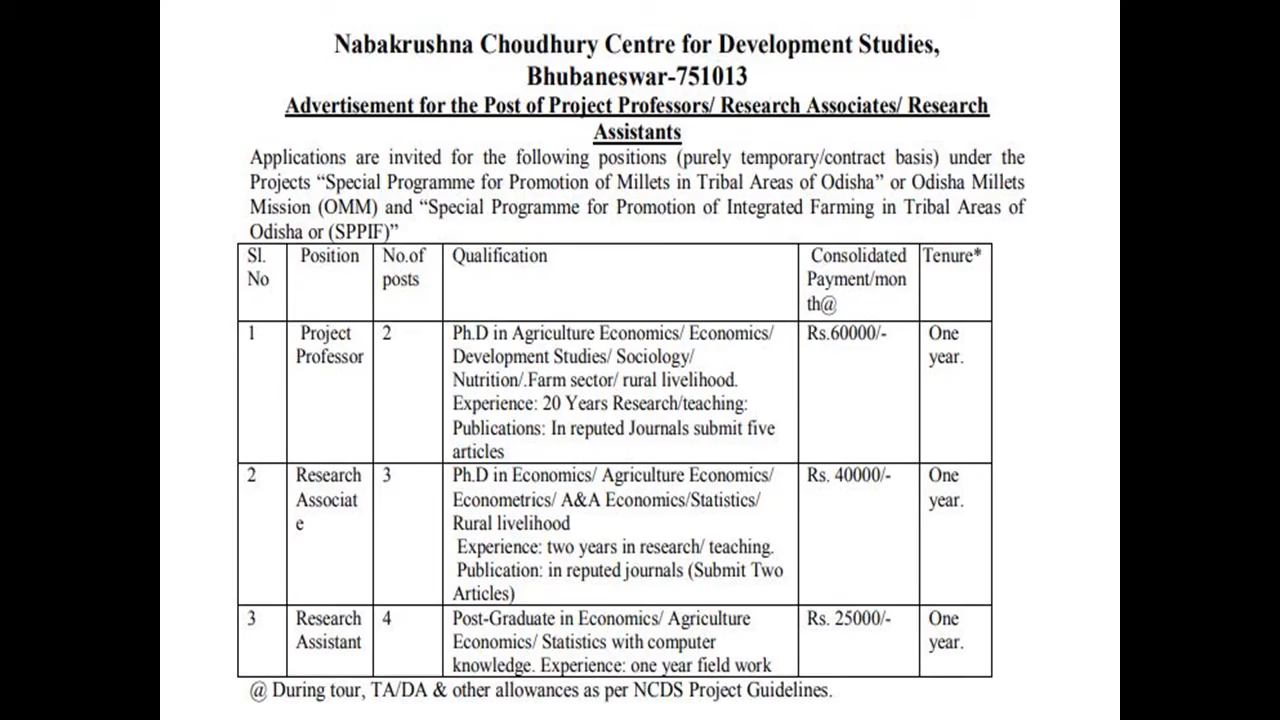 Nabakrushna Choudhury Centre for Development Studies,
Bhubaneswar-751013
Advertisement for the Post of Project Professors/ Research Associates/ Research
Assistants
Applications are invited for the following positions (purely temporary/contract basis) under the
Projects “Special Programme for Promotion of Millets in Tribal Areas of Odisha” or Odisha Millets
Mission (OMM) and “Special Programme for Promotion of Integrated Farming in Tribal Areas of
Odisha or (SPPIF)”
Sl. Position No.of Qualification Consolidated Tenure*
No posts Payment/mon
th@
1 Project 2 Ph.D in Agriculture Economics/ Economics/ Rs.60000/- One
Professor Development Studies/ Sociology/ year.
Nutrition/.Farm sector/ rural livelihood.
Experience: 20 Years Research/teaching:
Publications: In reputed Journals submit five
articles
2 Research 3 Ph.D in Economics/ Agriculture Economics/ Rs. 40000/- One
Associat Econometrics/ A&A Economics/Statistics/ year.
e Rural livelihood
Experience: two years in research/ teaching.
Publication: in reputed journals (Submit Two
Articles)
3 Research 4 Post-Graduate in Economics/ Agriculture Rs. 25000/- One
Assistant Economics/ Statistics with computer year.
knowledge. Experience: one year field work
@ During tour, TA/DA & other allowances as per NCDS Project Guidelines.